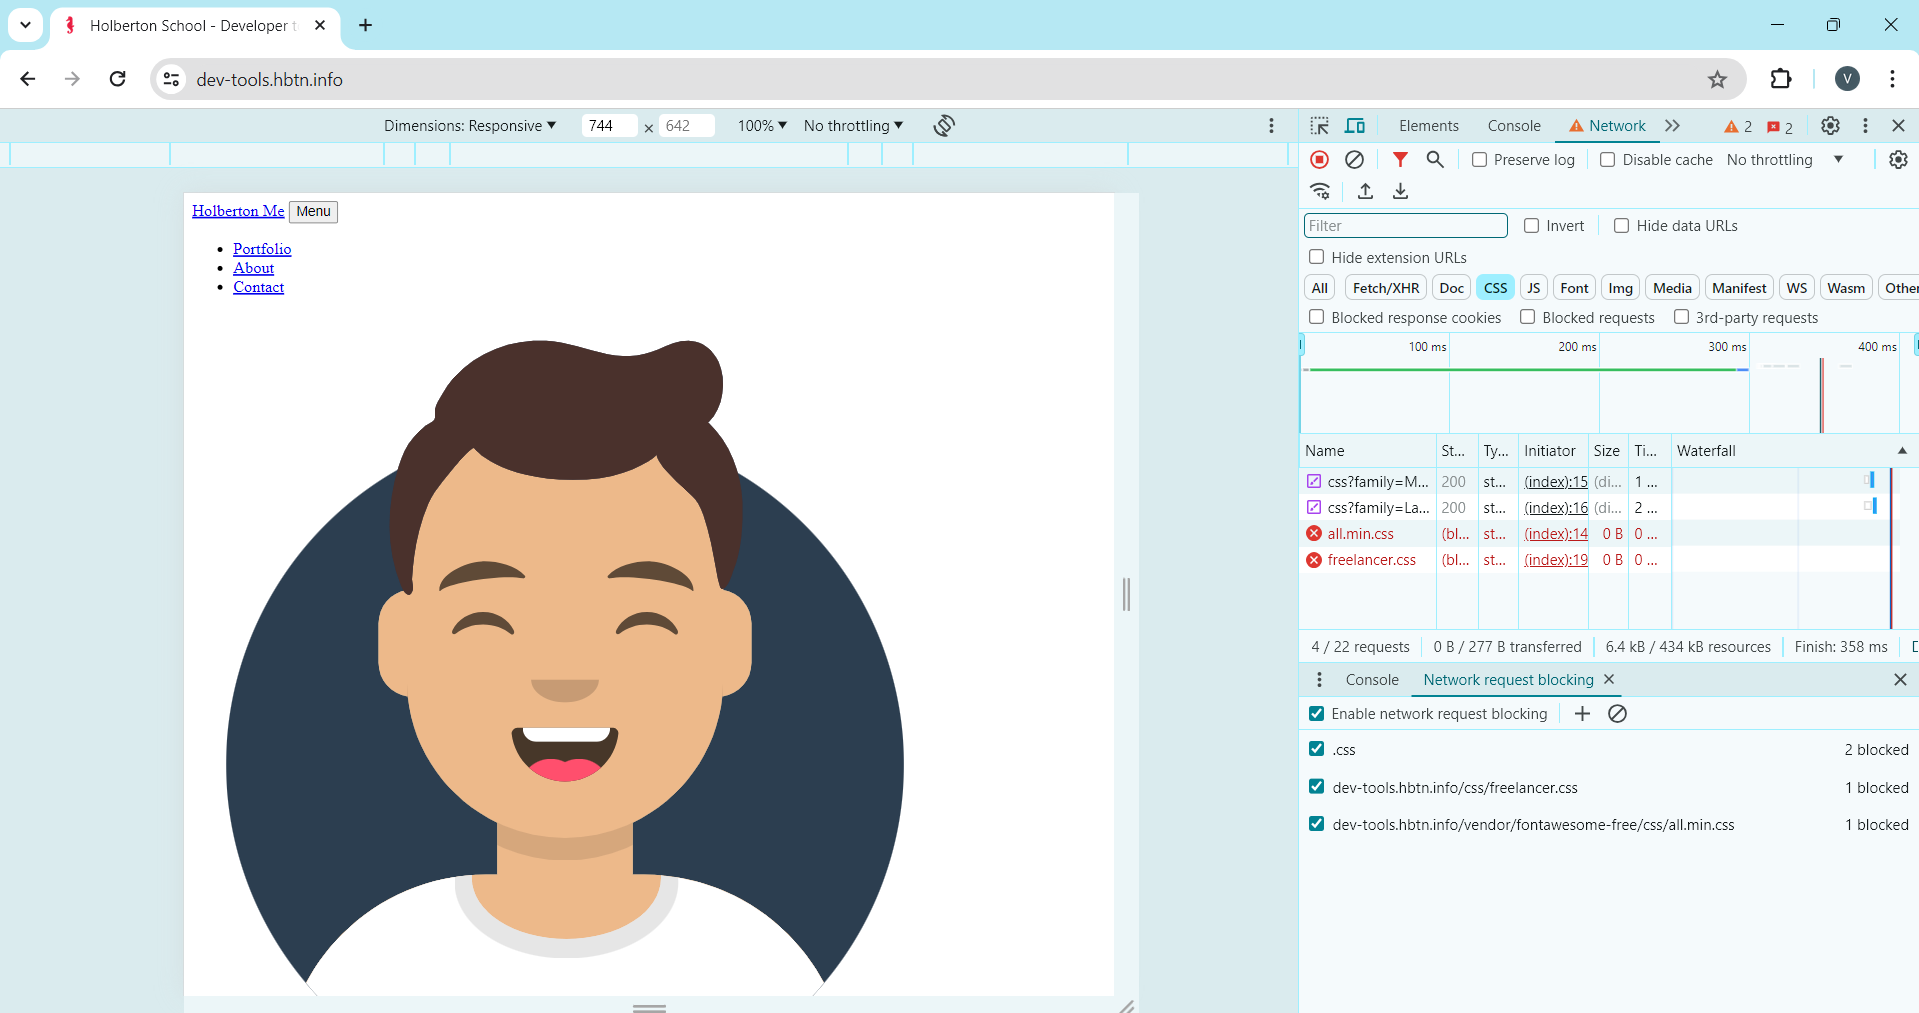 Holberton School - Developer t
dev-tools.hbtn.info
V
Dimensions: Responsive ▼ 744 × 642 100% ▼ No throttling ▼
Elements Console Network 2 2
Preserve log Disable cache No throttling ▼
Filter Invert Hide data URLs
Hide extension URLs
All Fetch/XHR Doc CSS JS Font Img Media Manifest WS Wasm Other
Blocked response cookies Blocked requests 3rd-party requests
100 ms 200 ms 300 ms 400 ms
Name St... Ty... Initiator Size Ti... Waterfall
css?family=M... 200 st... (index):15 (di... 1 ...
css?family=La... 200 st... (index):16 (di... 2 ...
all.min.css (bl... st... (index):14 0 B 0 ...
freelancer.css (bl... st... (index):19 0 B 0 ...
4 / 22 requests 0 B / 277 B transferred 6.4 kB / 434 kB resources Finish: 358 ms
Console Network request blocking
Enable network request blocking
.css 2 blocked
dev-tools.hbtn.info/css/freelancer.css 1 blocked
dev-tools.hbtn.info/vendor/fontawesome-free/css/all.min.css 1 blocked
Holberton Me Menu
Portfolio
About
Contact